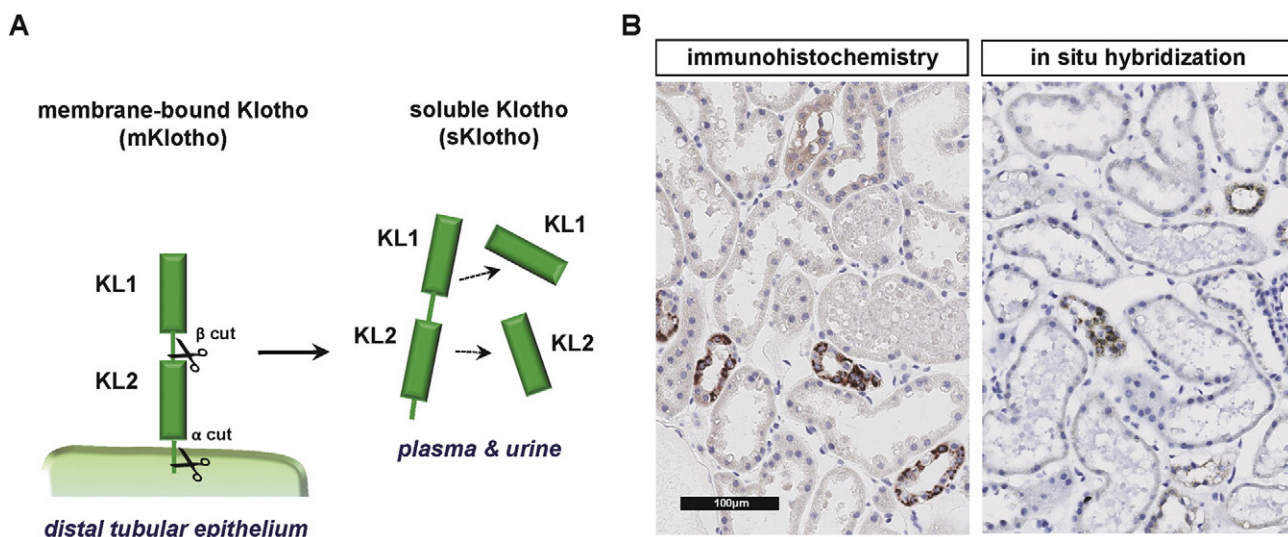 A
membrane-bound Klotho
(mKlotho)
soluble Klotho
(sKlotho)
KL1
β cut
KL2
α cut
distal tubular epithelium
KL1
KL1
KL2
KL2
plasma & urine
B
immunohistochemistry
in situ hybridization
100µm